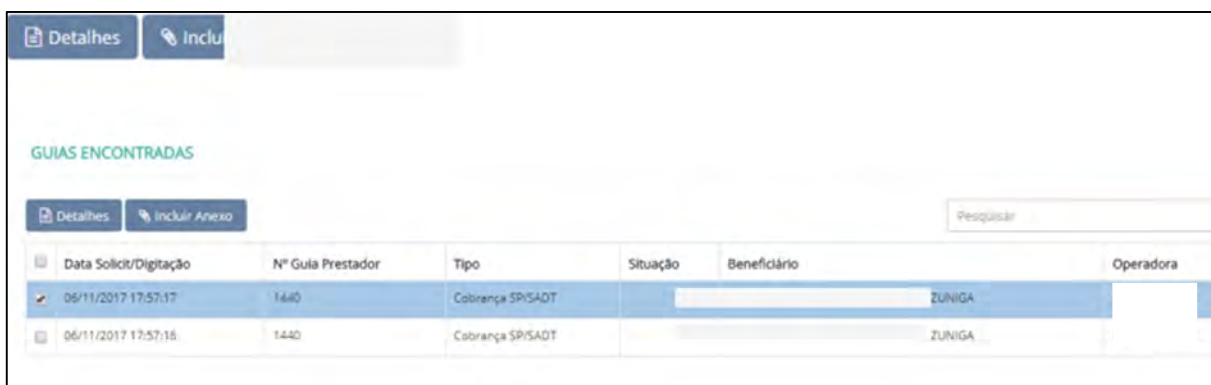 Detalhes Inclui
GUIAS ENCONTRADAS
Detalhes Incluir Anexo Pesquisar
Data Solicit/Digitação Nº Guia Prestador Tipo Situação Beneficiário Operadora
06/11/2017 17:57:17 1440 Cobrança SP/SADT ZUNIGA
06/11/2017 17:57:16 1440 Cobrança SP/SADT ZUNIGA